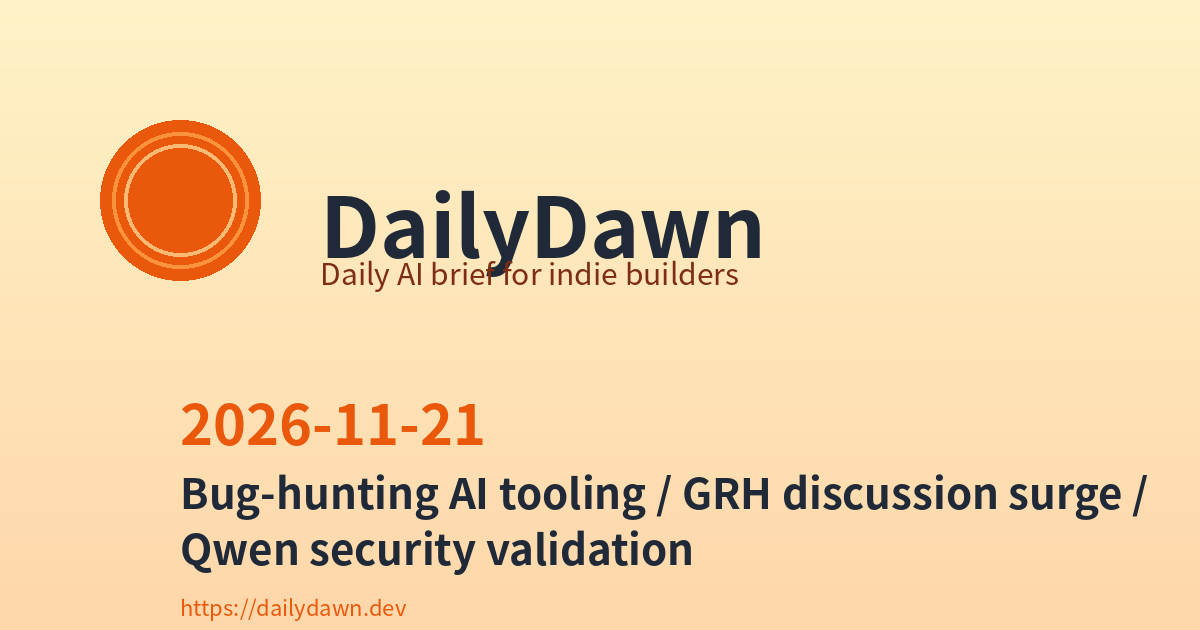 DailyDawn
Daily AI brief for indie builders
2026-11-21
Bug-hunting AI tooling / GRH discussion surge /
Qwen security validation
https://dailydawn.dev